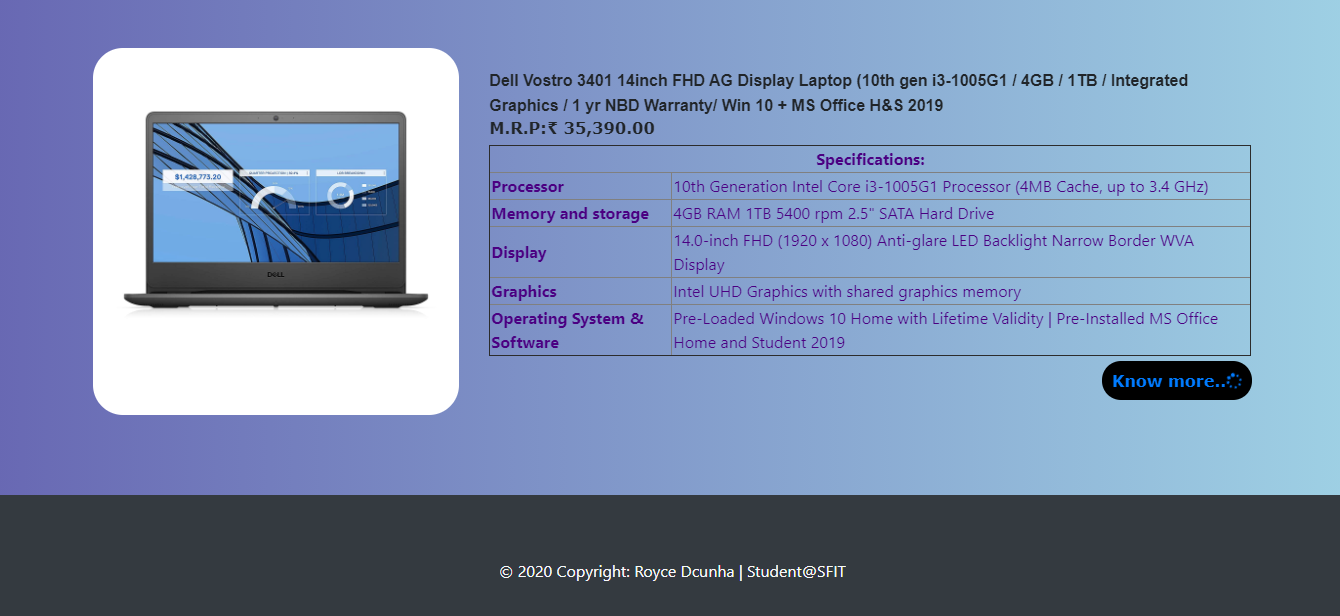 Dell Vostro 3401 14inch FHD AG Display Laptop (10th gen i3-1005G1 / 4GB / 1TB / Integrated
Graphics / 1 yr NBD Warranty/ Win 10 + MS Office H&S 2019
M.R.P:₹ 35,390.00
$1,428,773.20
DELL
Specifications:
Processor 10th Generation Intel Core i3-1005G1 Processor (4MB Cache, up to 3.4 GHz)
Memory and storage 4GB RAM 1TB 5400 rpm 2.5" SATA Hard Drive
Display 14.0-inch FHD (1920 x 1080) Anti-glare LED Backlight Narrow Border WVA
Display
Graphics Intel UHD Graphics with shared graphics memory
Operating System & Pre-Loaded Windows 10 Home with Lifetime Validity | Pre-Installed MS Office
Software Home and Student 2019
Know more..
© 2020 Copyright: Royce Dcunha | Student@SFIT